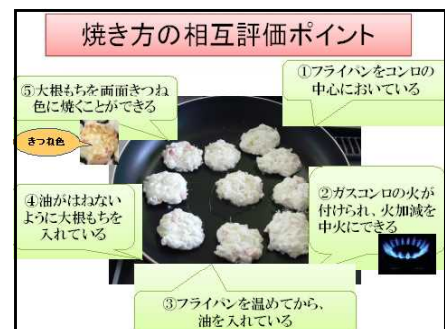 焼き方の相互評価ポイント
①フライパンをコンロの
中心においている
⑤大根もちを両面きつね
色に焼くことができる
きつね色
②ガスコンロの火が
付けられ、火加減を
中火にできる
④油がはねない
ように大根もちを
入れている
③フライパンを温めてから、
油を入れている